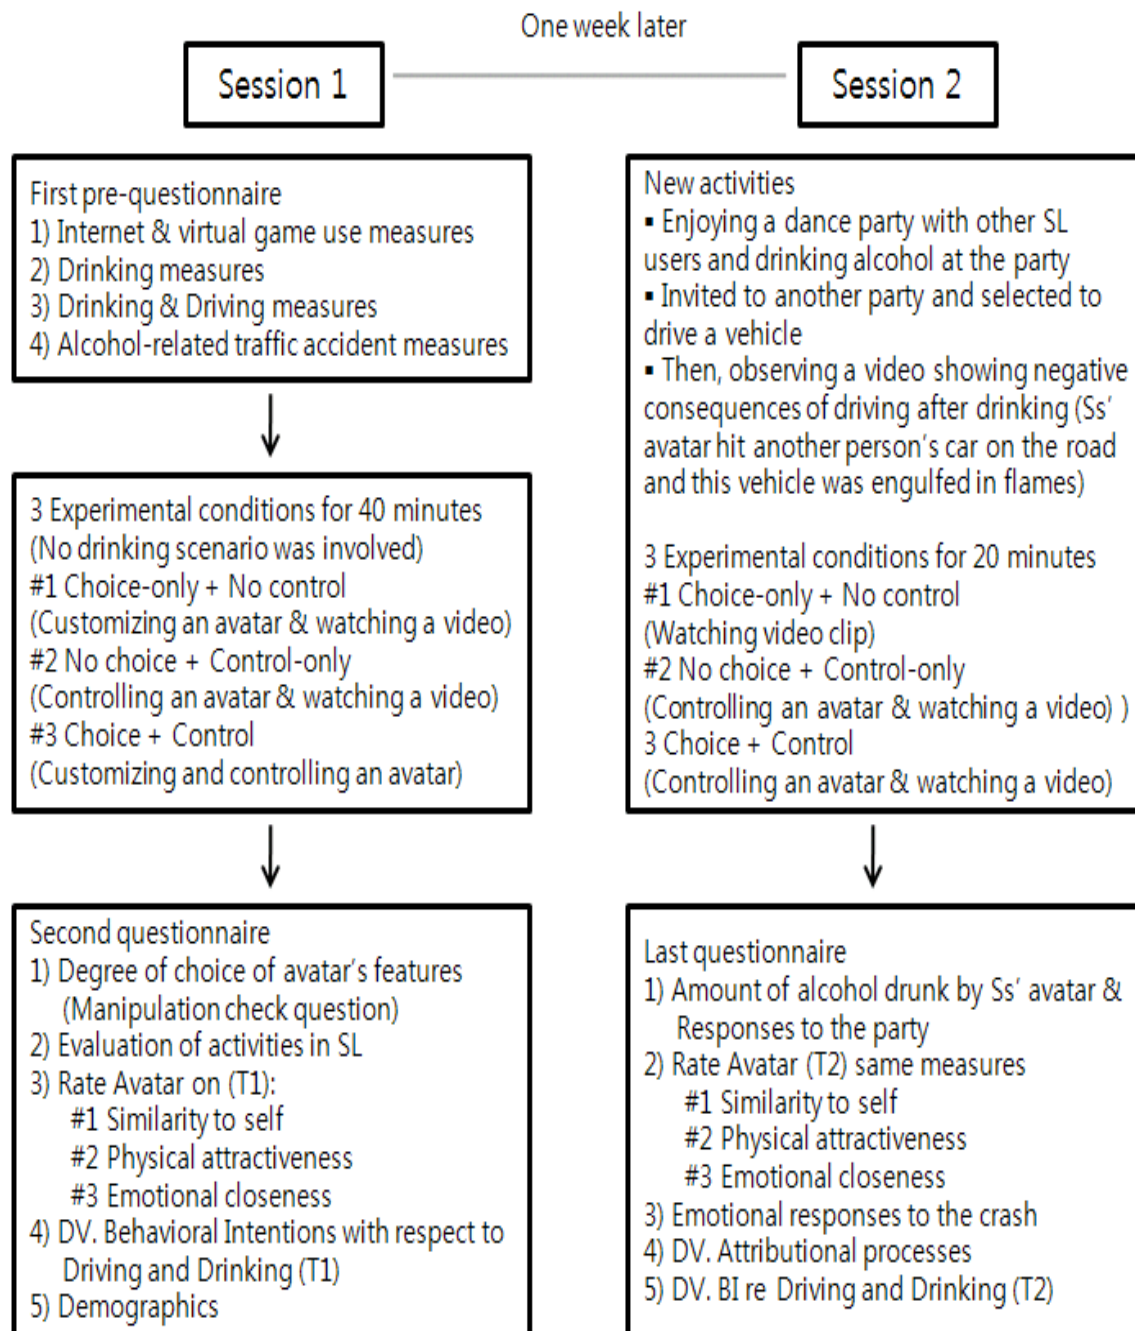 One week later
Session 1
Session 2
First pre-questionnaire
1) Internet & virtual game use measures
2) Drinking measures
3) Drinking & Driving measures
4) Alcohol-related traffic accident measures
3 Experimental conditions for 40 minutes
(No drinking scenario was involved)
#1 Choice-only + No control
(Customizing an avatar & watching a video)
#2 No choice + Control-only
(Controlling an avatar & watching a video)
#3 Choice + Control
(Customizing and controlling an avatar)
Second questionnaire
1) Degree of choice of avatar's features
(Manipulation check question)
2) Evaluation of activities in SL
3) Rate Avatar on (T1):
#1 Similarity to self
#2 Physical attractiveness
#3 Emotional closeness
4) DV. Behavioral Intentions with respect to
Driving and Drinking (T1)
5) Demographics
New activities
▪ Enjoying a dance party with other SL
users and drinking alcohol at the party
▪ Invited to another party and selected to
drive a vehicle
▪ Then, observing a video showing negative
consequences of driving after drinking (Ss'
avatar hit another person's car on the road
and this vehicle was engulfed in flames)
3 Experimental conditions for 20 minutes
#1 Choice-only + No control
(Watching video clip)
#2 No choice + Control-only
(Controlling an avatar & watching a video) )
3 Choice + Control
(Controlling an avatar & watching a video)
Last questionnaire
1) Amount of alcohol drunk by Ss' avatar &
Responses to the party
2) Rate Avatar (T2) same measures
#1 Similarity to self
#2 Physical attractiveness
#3 Emotional closeness
3) Emotional responses to the crash
4) DV. Attributional processes
5) DV. BI re Driving and Drinking (T2)